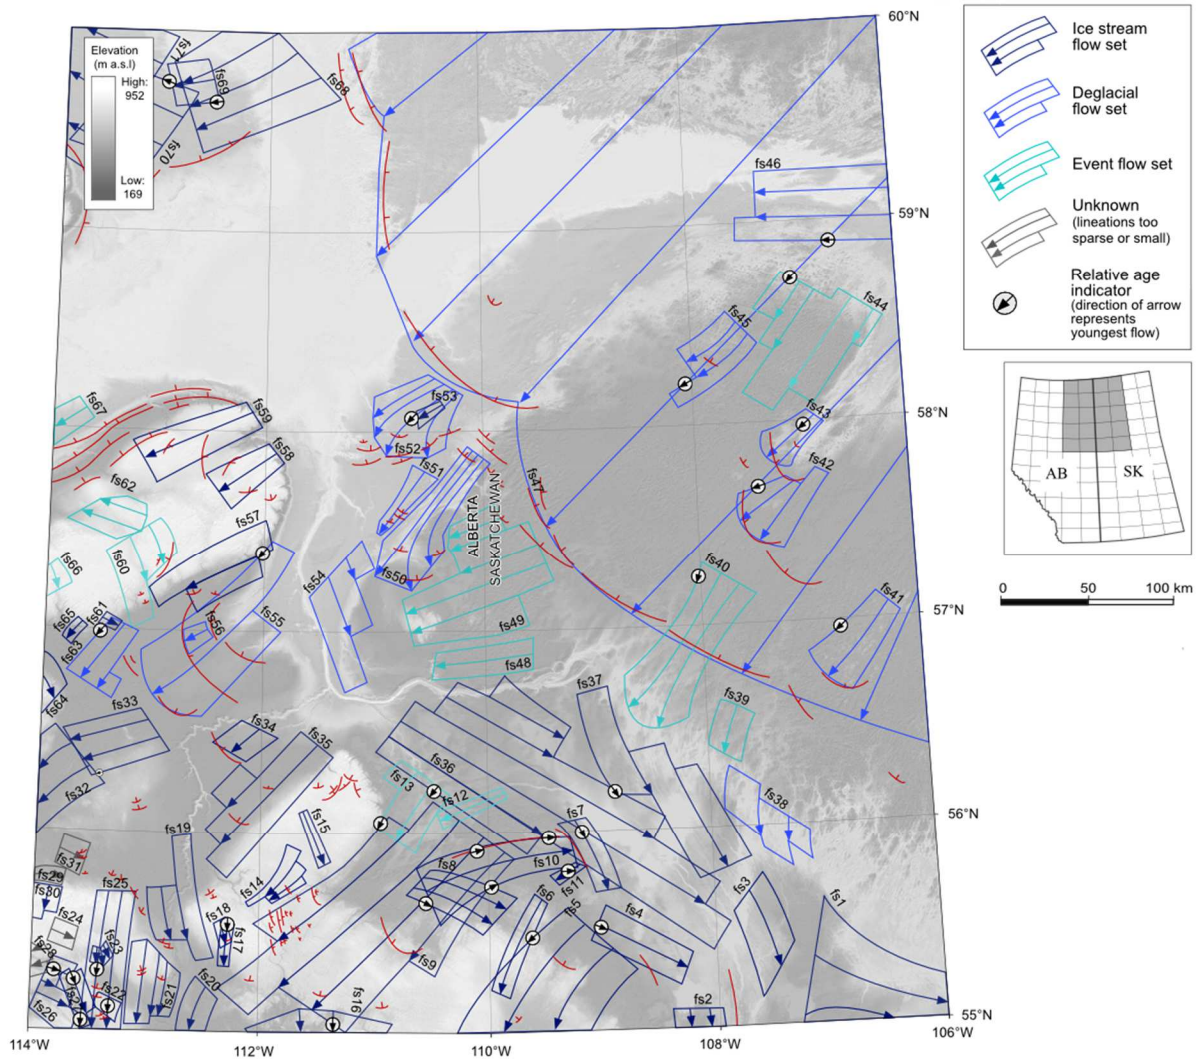 60°N
59°N
58°N
57°N
56°N
55°N
114°W
112°W
110°W
108°W
106°W
Elevation
(m a.s.l)
High:
952
Low:
169
fs71
fs69
fs70
fs68
fs46
fs44
fs45
fs43
fs42
fs67
fs59
fs58
fs53
fs52
fs51
fs47
fs62
fs57
fs60
fs66
fs50
ALBERTA
SASKATCHEWAN
fs54
fs40
fs41
fs65
fs61
fs56
fs55
fs49
fs48
fs63
fs64
fs33
fs34
fs35
fs37
fs39
fs32
fs36
fs13
fs12
fs38
fs19
fs15
fs7
fs31
fs29
fs30
fs25
fs14
fs8
fs10
fs11
fs6
fs5
fs4
fs3
fs1
fs24
fs23
fs18
fs17
fs28
fs9
fs20
fs21
fs22
fs26
fs16
fs2
Ice stream
flow set
Deglacial
flow set
Event flow set
Unknown
(lineations too
sparse or small)
Relative age
indicator
(direction of arrow
represents
youngest flow)
AB
SK
0
50
100 km